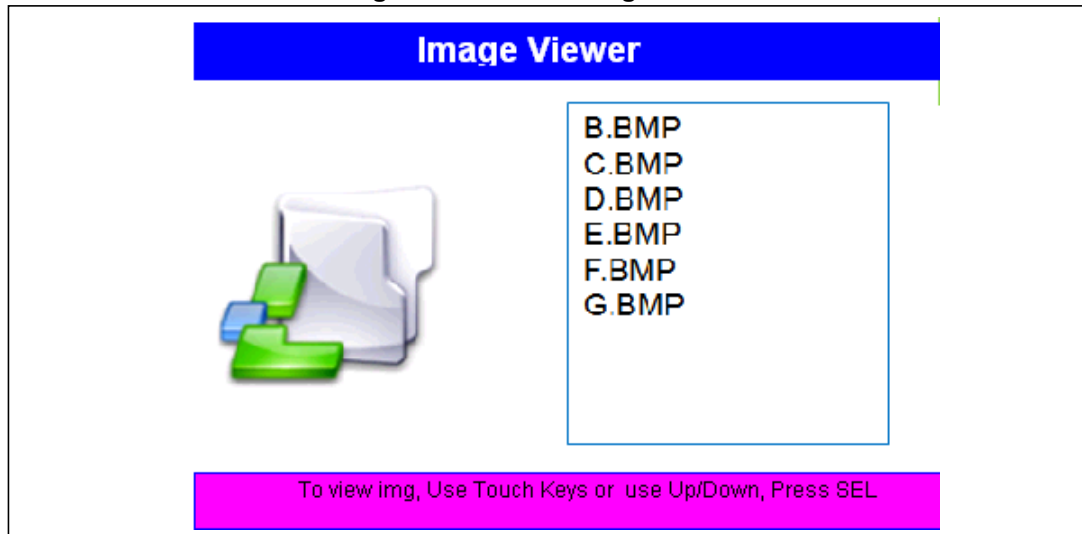 Image Viewer
B.BMP
C.BMP
D.BMP
E.BMP
F.BMP
G.BMP
To view img, Use Touch Keys or use Up/Down, Press SEL